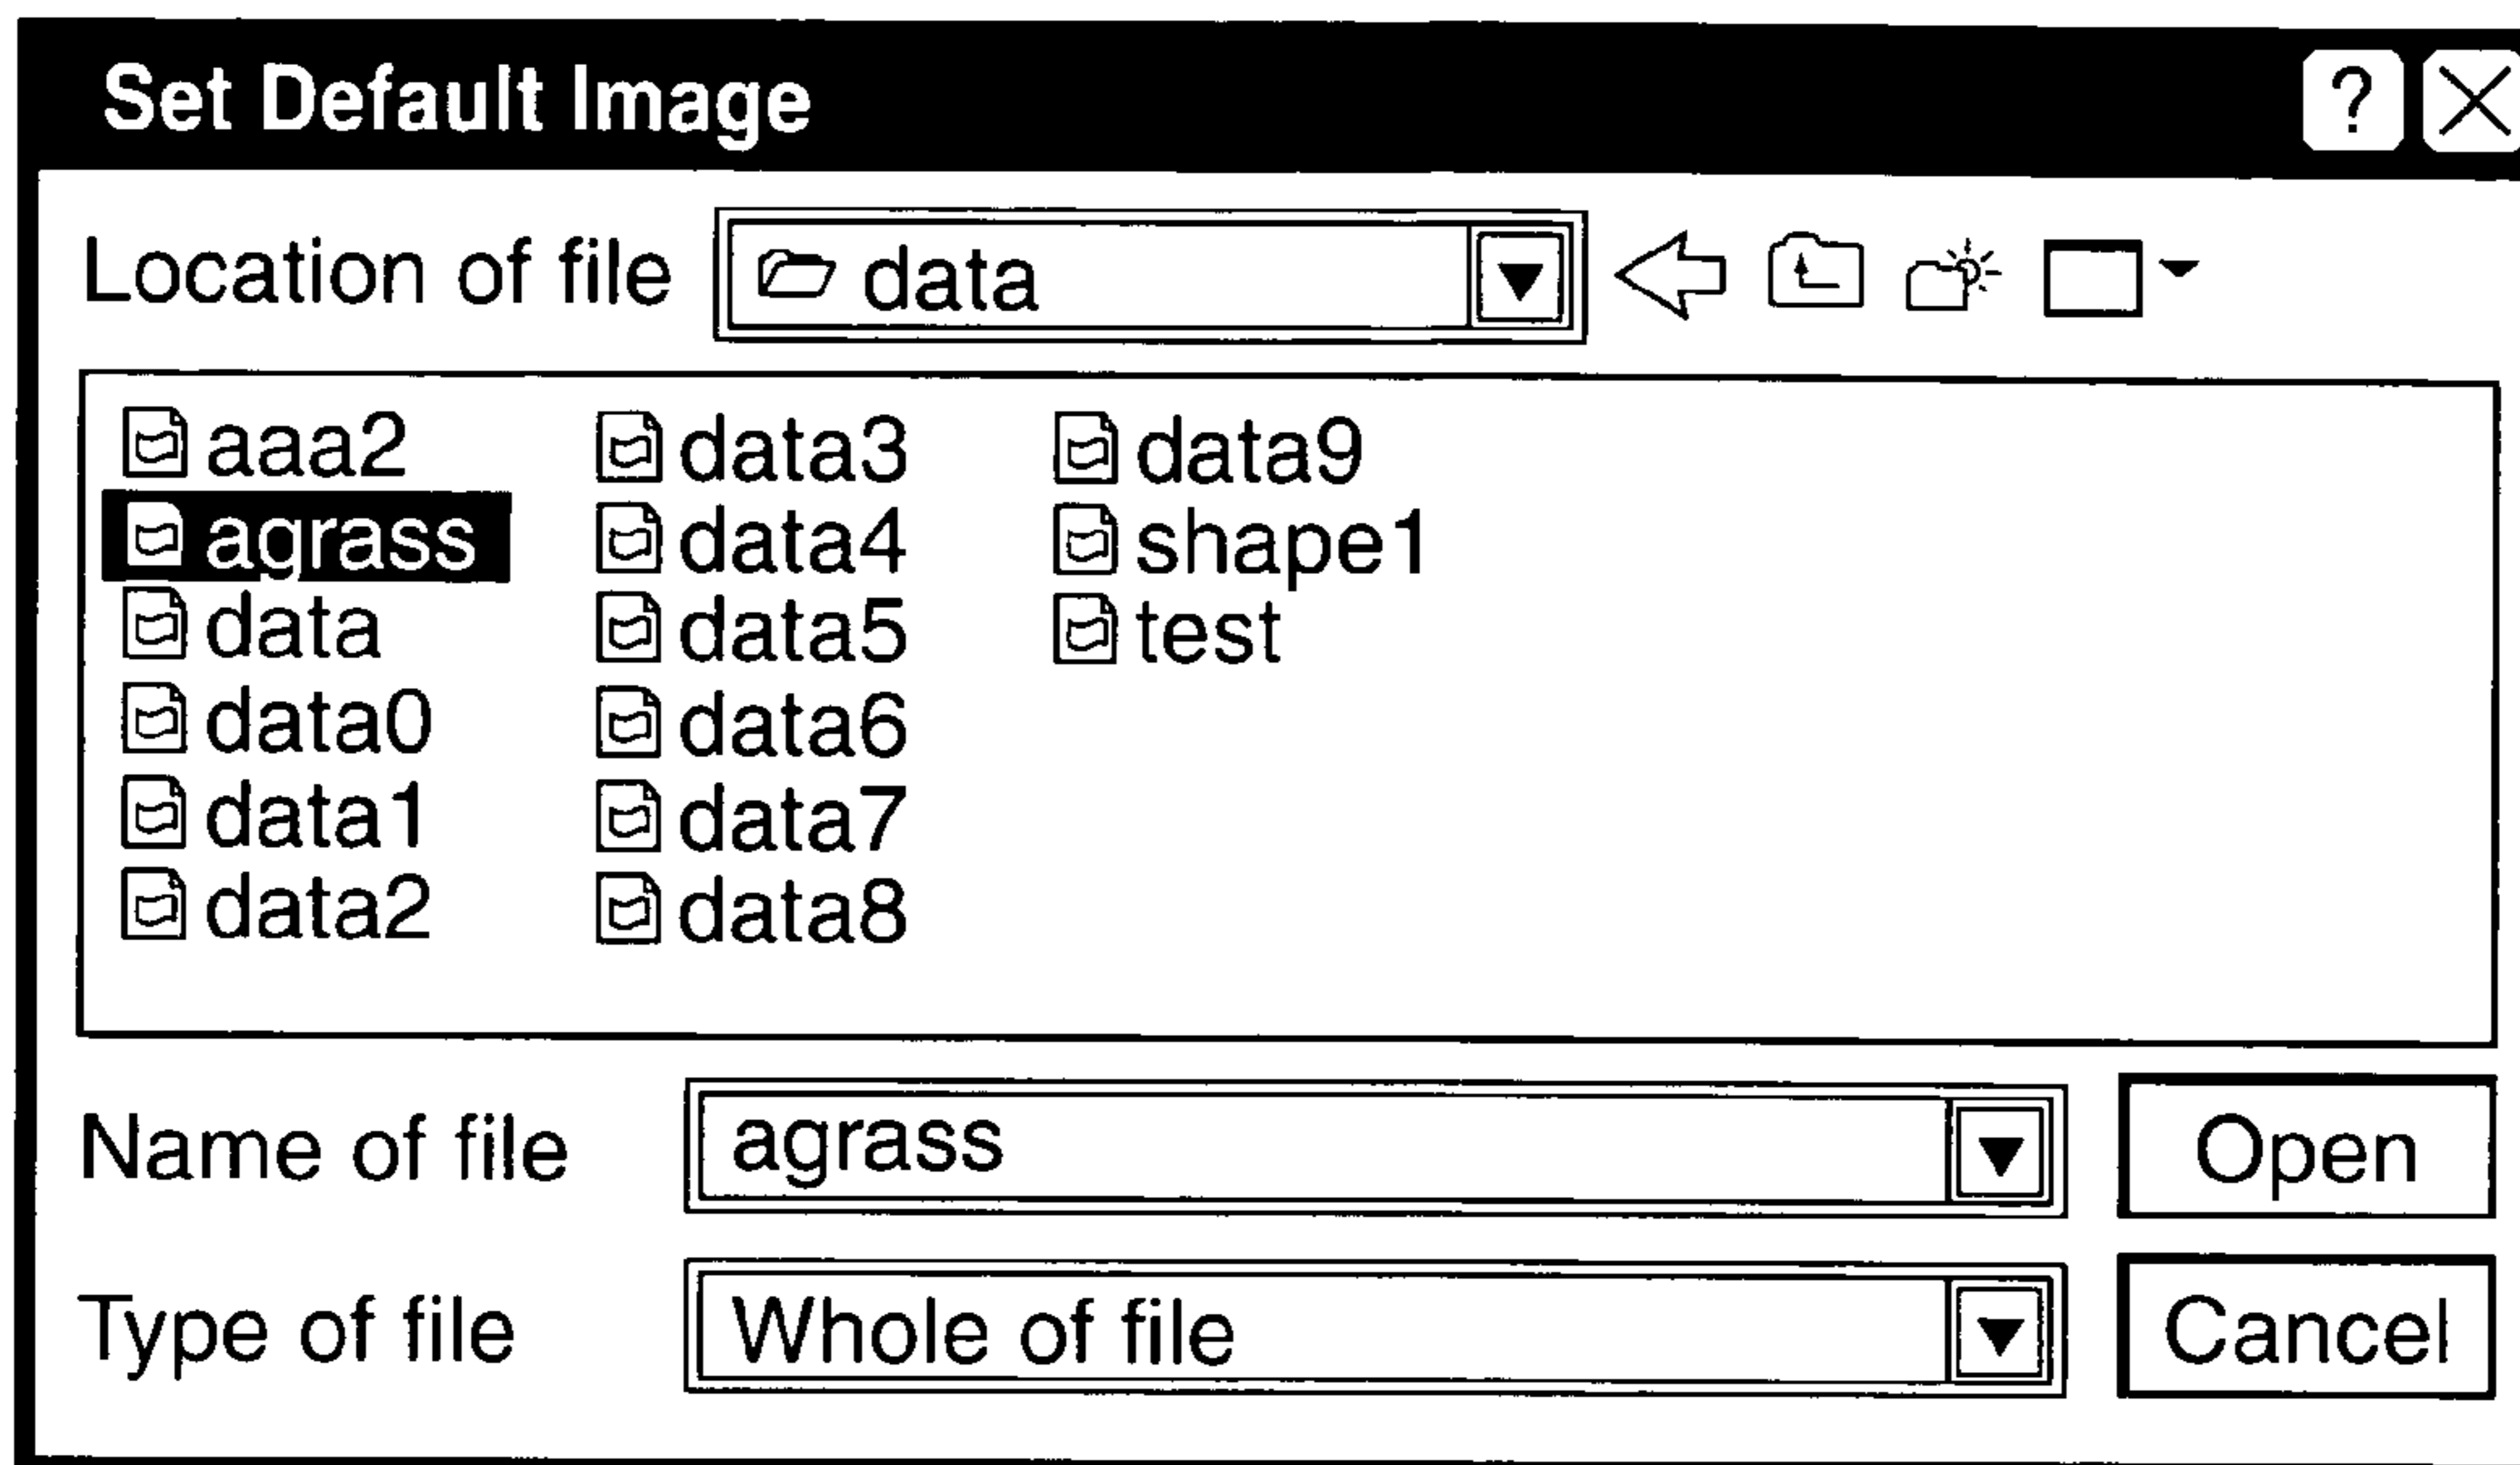 Set Default Image ?
Location of file data
aaa2 data3 data9
agrass data4 shape1
data data5 test
data0 data6
data1 data7
data2 data8
Name of file agrass Open
Type of file Whole of file Cancel